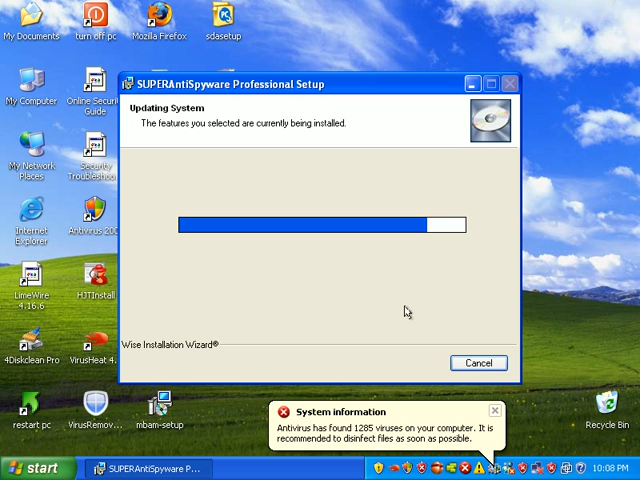 My Documents
turn off pc
Mozilla Firefox
sdasetup
SUPERAntiSpyware Professional Setup
Updating System
The features you selected are currently being installed.
My Computer
Online Securi
Guide
My Network
Places
Security
Troubleshoo...
Internet
Explorer
Antivirus 200
LimeWire
4.16.6
HJTInstall
Wise Installation Wizard®
4Diskclean Pro
VirusHeat 4.
Cancel
restart pc
VirusRemov...
mbam-setup
Recycle Bin
System information
Antivirus has found 1285 viruses on your computer. It is
recommended to disinfect files as soon as possible.
start
SUPERAntiSpyware P...
10:08 PM